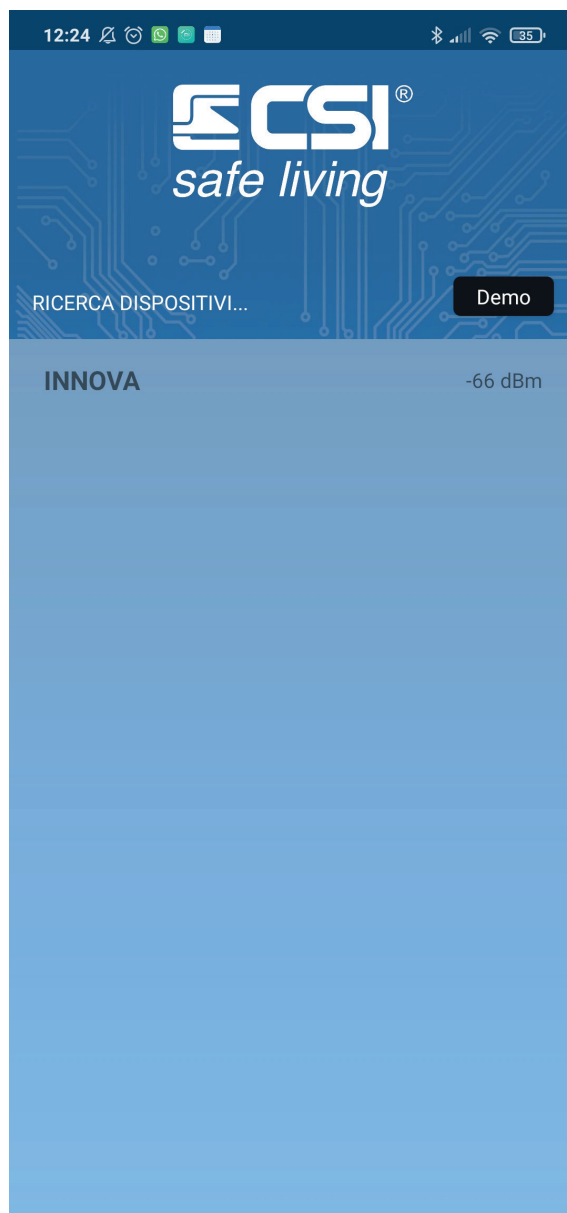 12:24
35
CSI®
safe living
RICERCA DISPOSITIVI...
Demo
INNOVA
-66 dBm